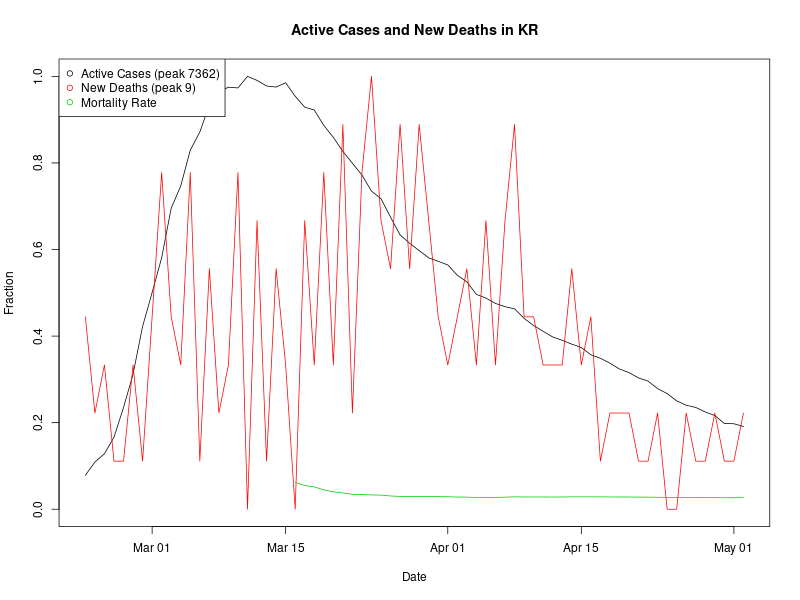 Active Cases and New Deaths in KR
Active Cases (peak 7362)
New Deaths (peak 9)
Mortality Rate
1.0
0.8
0.6
0.4
0.2
0.0
Fraction
Mar 01
Mar 15
Apr 01
Apr 15
May 01
Date